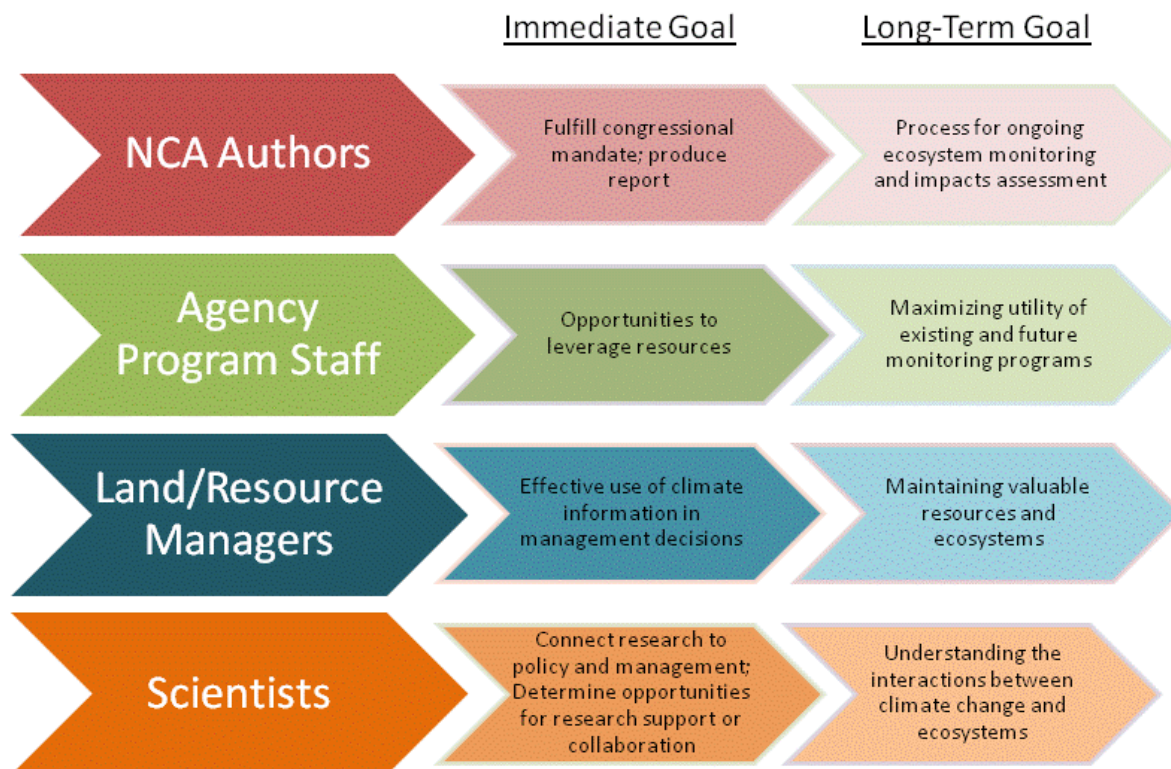 Immediate Goal
Long-Term Goal
NCA Authors
Fulfill congressional
mandate; produce
report
Process for ongoing
ecosystem monitoring
and impacts assessment
Agency
Program Staff
Opportunities to
leverage resources
Maximizing utility of
existing and future
monitoring programs
Land/Resource
Managers
Effective use of climate
information in
management decisions
Maintaining valuable
resources and
ecosystems
Scientists
Connect research to
policy and management;
Determine opportunities
for research support or
collaboration
Understanding the
interactions between
climate change and
ecosystems